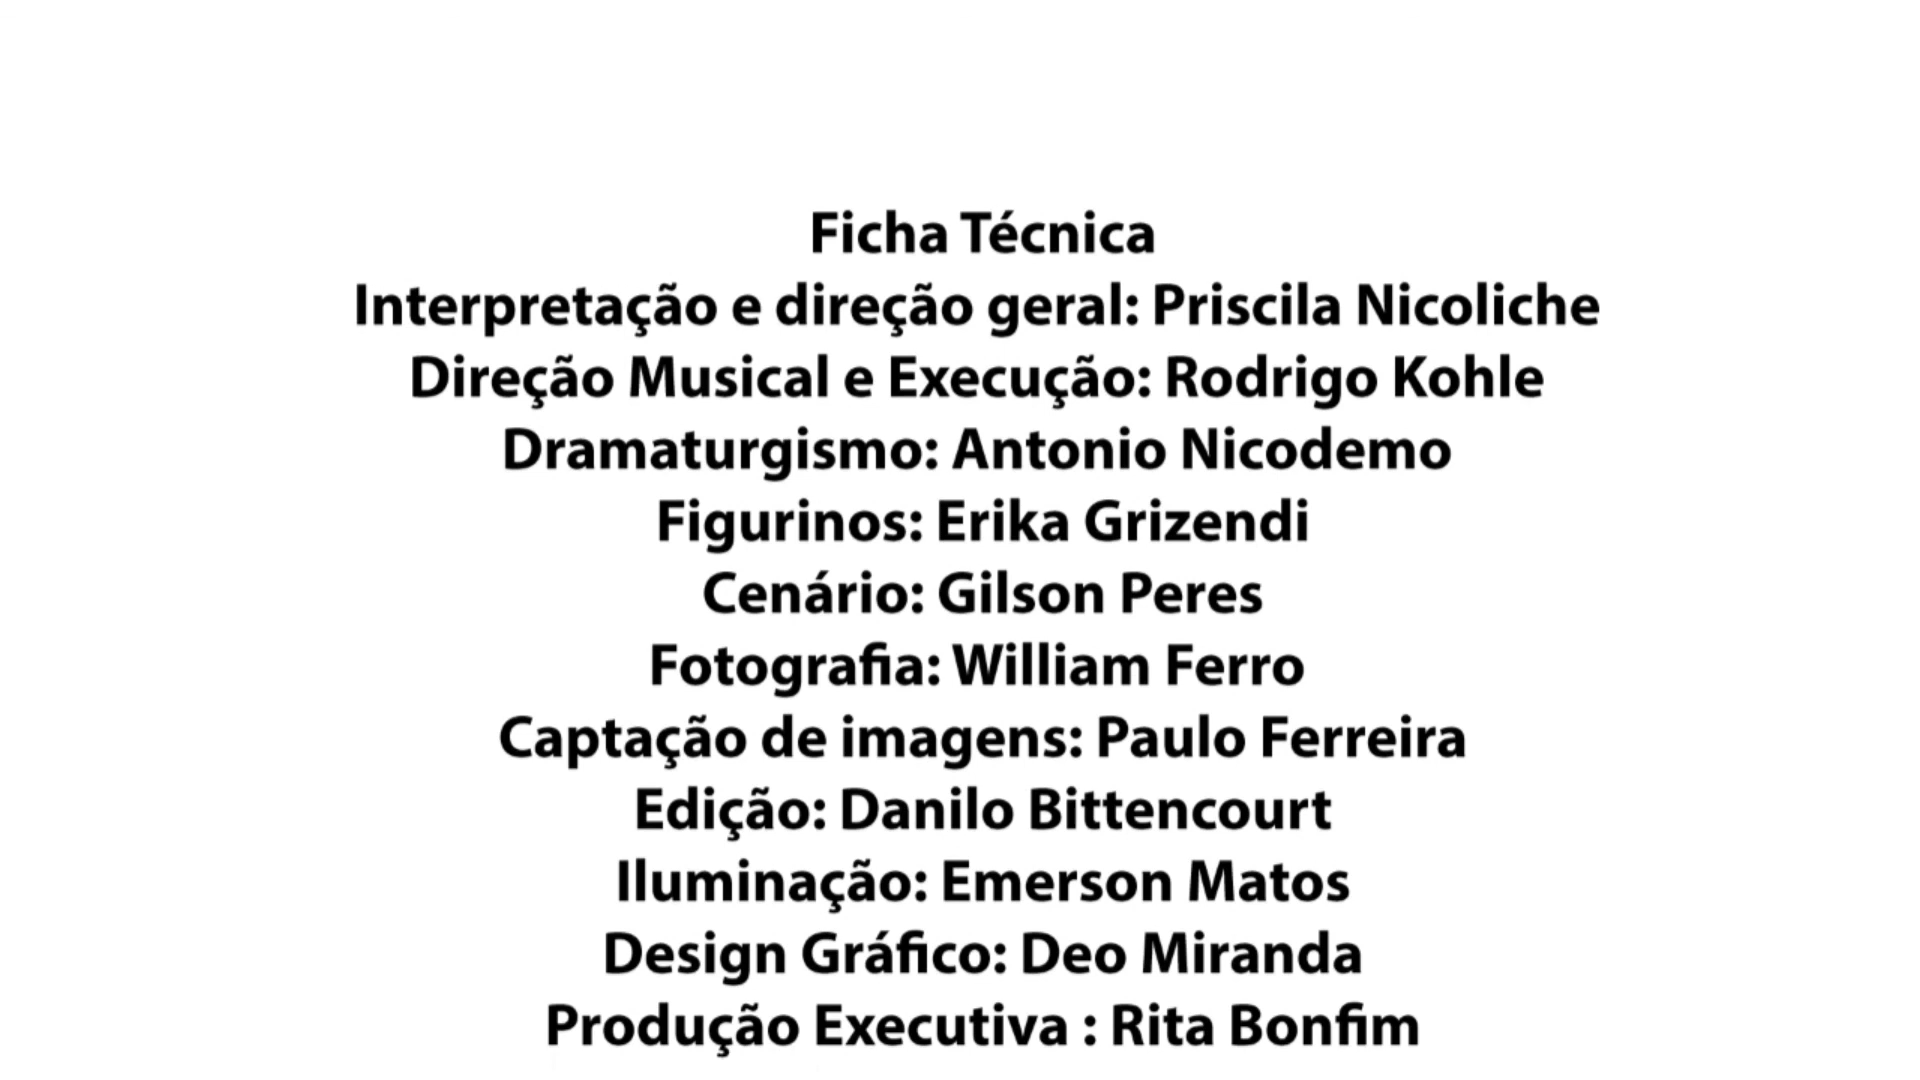 Ficha Técnica
Interpretação e direção geral: Priscila Nicoliche
Direção Musical e Execução: Rodrigo Kohle
Dramaturgismo: Antonio Nicodemo
Figurinos: Erika Grizendi
Cenário: Gilson Peres
Fotografia: William Ferro
Captação de imagens: Paulo Ferreira
Edição: Danilo Bittencourt
Iluminação: Emerson Matos
Design Gráfico: Deo Miranda
Produção Executiva : Rita Bonfim